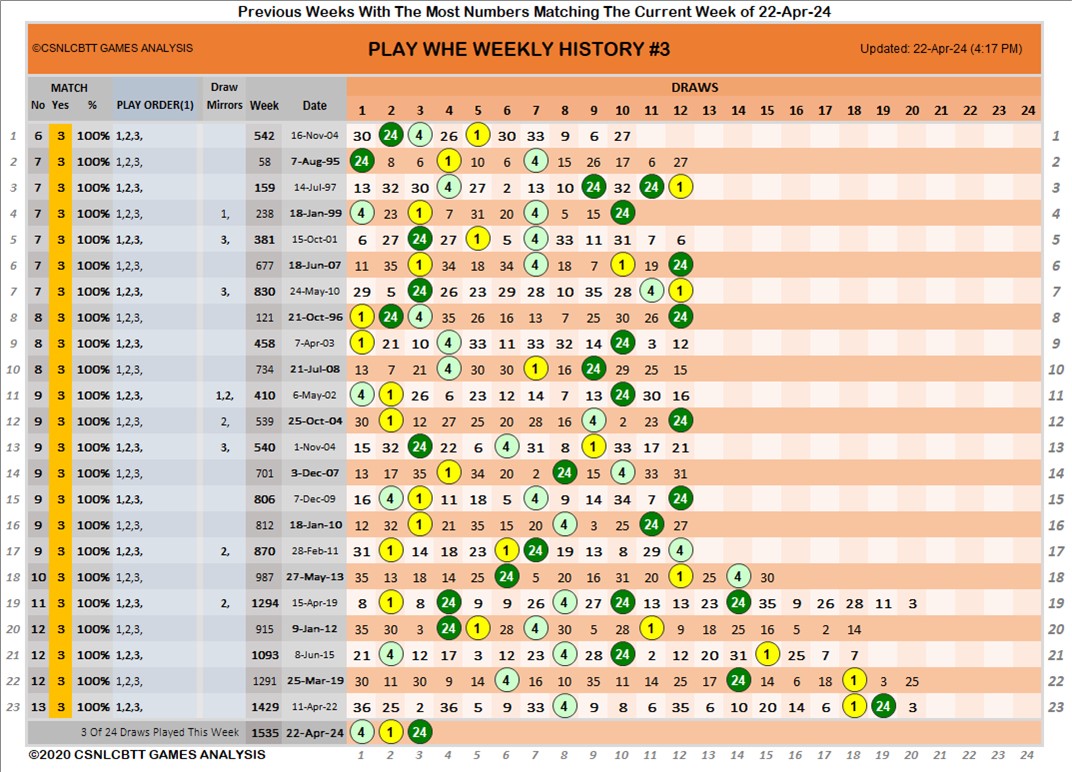 Previous Weeks With The Most Numbers Matching The Current Week of 22-Apr-24
©CSNLCBTT GAMES ANALYSIS PLAY WHE WEEKLY HISTORY #3 Updated: 22-Apr-24 (4:17 PM)
MATCH Draw DRAWS
No Yes % PLAY ORDER(1) Mirrors Week Date 1 2 3 4 5 6 7 8 9 10 11 12 13 14 15 16 17 18 19 20 21 22 23 24
1 6 3 100% 1,2,3, 542 16-Nov-04 30 24 4 26 1 30 33 9 6 27 1
2 7 3 100% 1,2,3, 58 7-Aug-95 24 8 6 1 10 6 4 15 26 17 6 27 2
3 7 3 100% 1,2,3, 159 14-Jul-97 13 32 30 4 27 2 13 10 24 32 24 1 3
4 7 3 100% 1,2,3, 1, 238 18-Jan-99 4 23 1 7 31 20 4 5 15 24 4
5 7 3 100% 1,2,3, 3, 381 15-Oct-01 6 27 24 27 1 5 4 33 11 31 7 6 5
6 7 3 100% 1,2,3, 677 18-Jun-07 11 35 1 34 18 34 4 18 7 1 19 24 6
7 7 3 100% 1,2,3, 3, 830 24-May-10 29 5 24 26 23 29 28 10 35 28 4 1 7
8 8 3 100% 1,2,3, 121 21-Oct-96 1 24 4 35 26 16 13 7 25 30 26 24 8
9 8 3 100% 1,2,3, 458 7-Apr-03 1 21 10 4 33 11 33 32 14 24 3 12 9
10 8 3 100% 1,2,3, 734 21-Jul-08 13 7 21 4 30 30 1 16 24 29 25 15 10
11 9 3 100% 1,2,3, 1,2, 410 6-May-02 4 1 26 6 23 12 14 7 13 24 30 16 11
12 9 3 100% 1,2,3, 2, 539 25-Oct-04 30 1 12 27 25 20 28 16 4 2 23 24 12
13 9 3 100% 1,2,3, 3, 540 1-Nov-04 15 32 24 22 6 4 31 8 1 33 17 21 13
14 9 3 100% 1,2,3, 701 3-Dec-07 13 17 35 1 34 20 2 24 15 4 33 31 14
15 9 3 100% 1,2,3, 806 7-Dec-09 16 4 1 11 18 5 4 9 14 34 7 24 15
16 9 3 100% 1,2,3, 812 18-Jan-10 12 32 1 21 35 15 20 4 3 25 24 27 16
17 9 3 100% 1,2,3, 2, 870 28-Feb-11 31 1 14 18 23 1 24 19 13 8 29 4 17
18 10 3 100% 1,2,3, 987 27-May-13 35 13 18 14 25 24 5 20 16 31 20 1 25 4 30 18
19 11 3 100% 1,2,3, 2, 1294 15-Apr-19 8 1 8 24 9 9 26 4 27 24 13 13 23 24 35 9 26 28 11 3 19
20 12 3 100% 1,2,3, 915 9-Jan-12 35 30 3 24 1 28 4 30 5 28 1 9 18 25 16 5 2 14 20
21 12 3 100% 1,2,3, 1093 8-Jun-15 21 4 12 17 3 12 23 4 28 24 2 12 20 31 1 25 7 7 21
22 12 3 100% 1,2,3, 1291 25-Mar-19 30 11 30 9 14 4 16 10 35 11 14 25 17 24 14 6 18 1 3 25 22
23 13 3 100% 1,2,3, 1429 11-Apr-22 36 25 2 36 5 9 33 4 9 8 6 35 6 10 20 14 6 1 24 3 23
3 Of 24 Draws Played This Week 1535 22-Apr-24 4 1 24
©2020 CSNLCBTT GAMES ANALYSIS 1 2 3 4 5 6 7 8 9 10 11 12 13 14 15 16 17 18 19 20 21 22 23 24